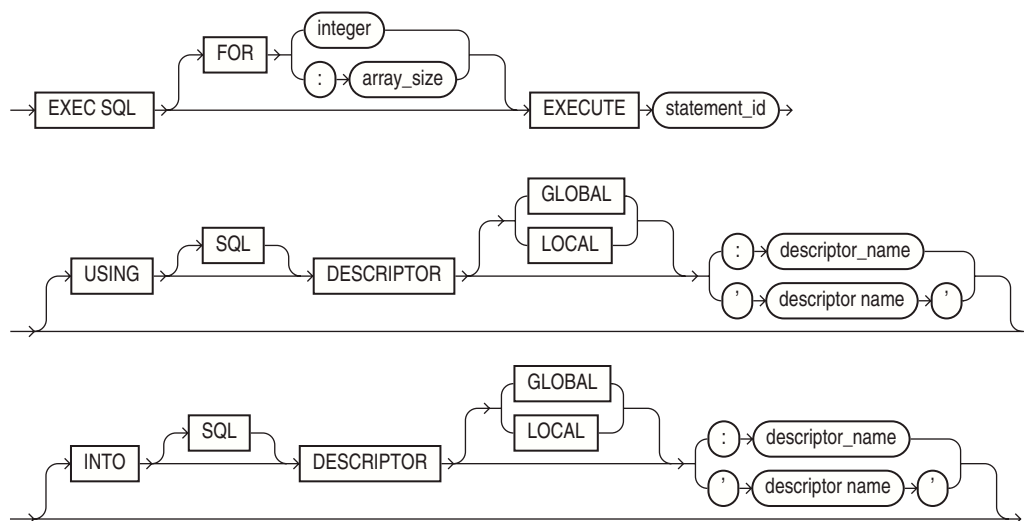 integer
FOR
: array_size
EXEC SQL EXECUTE statement_id
GLOBAL
SQL LOCAL : descriptor_name
USING DESCRIPTOR ' descriptor name '
GLOBAL
SQL LOCAL : descriptor_name
INTO DESCRIPTOR ' descriptor name '